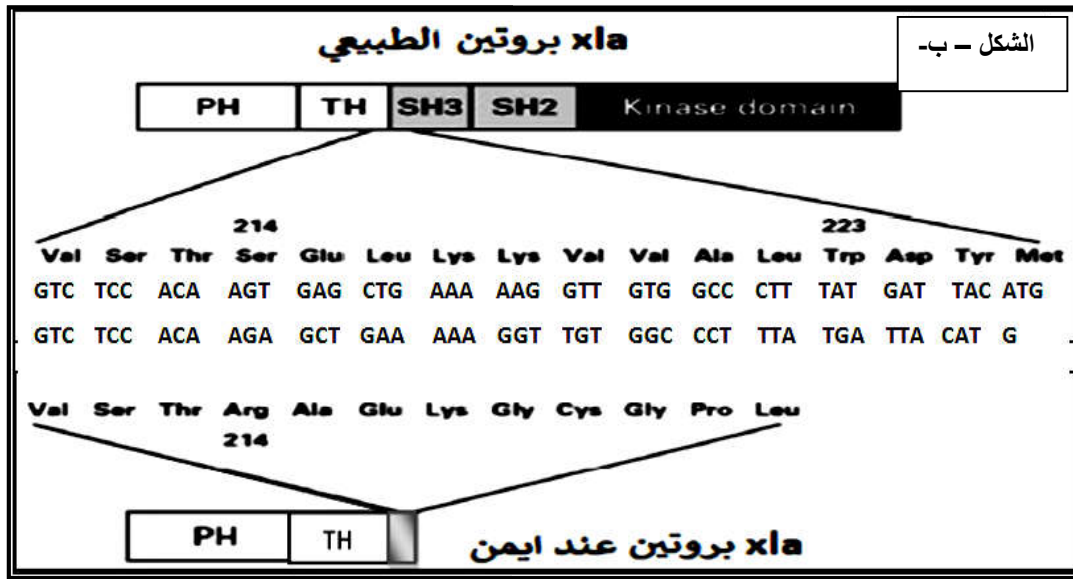 الشكل – ب-
xla بروتين الطبيعي
PH TH SH3 SH2 Kinase domain
214 223
Val Ser Thr Ser Glu Leu Lys Lys Val Val Ala Leu Trp Asp Tyr Met
GTC TCC ACA AGT GAG CTG AAA AAG GTT GTG GCC CTT TAT GAT TAC ATG
GTC TCC ACA AGA GCT GAA AAA GGT TGT GGC CCT TTA TGA TTA CAT G
Val Ser Thr Arg Ala Glu Lys Gly Cys Gly Pro Leu
214
PH TH
xla بروتين عند ايمن